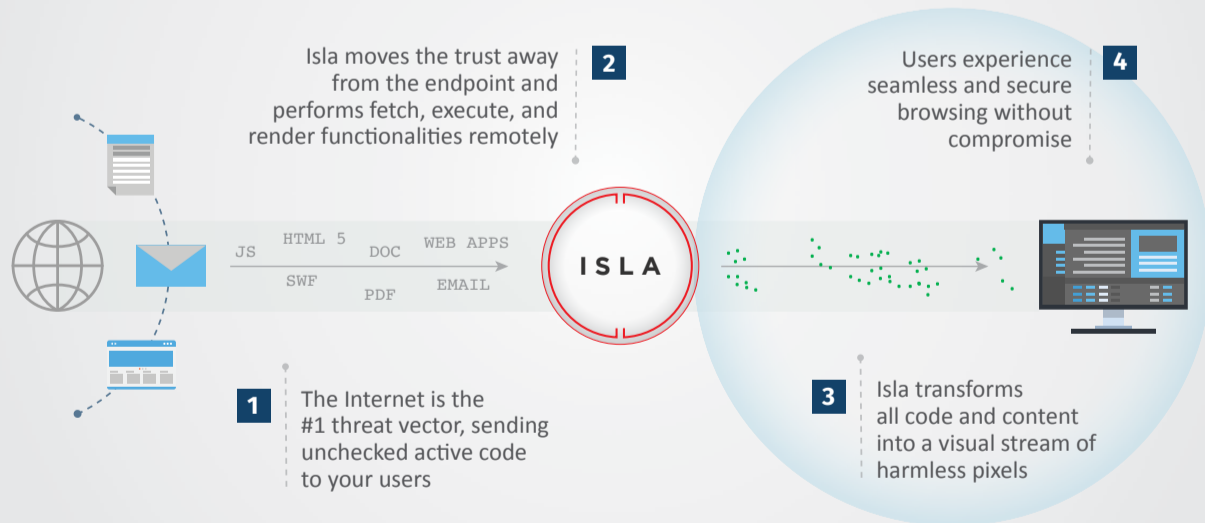 Isla moves the trust away
from the endpoint and
performs fetch, execute, and
render functionalities remotely
2
Users experience
seamless and secure
browsing without
compromise
4
JS
HTML 5
DOC
WEB APPS
SWF
PDF
EMAIL
ISLA
1
The Internet is the
#1 threat vector, sending
unchecked active code
to your users
3
Isla transforms
all code and content
into a visual stream of
harmless pixels